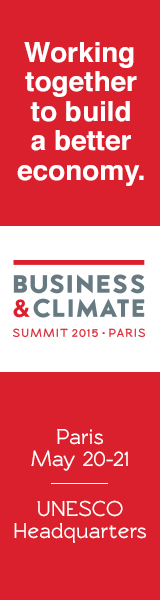 Working
together
to build
a better
economy.
BUSINESS
& CLIMATE
SUMMIT 2015 · PARIS
Paris
May 20-21
UNESCO
Headquarters